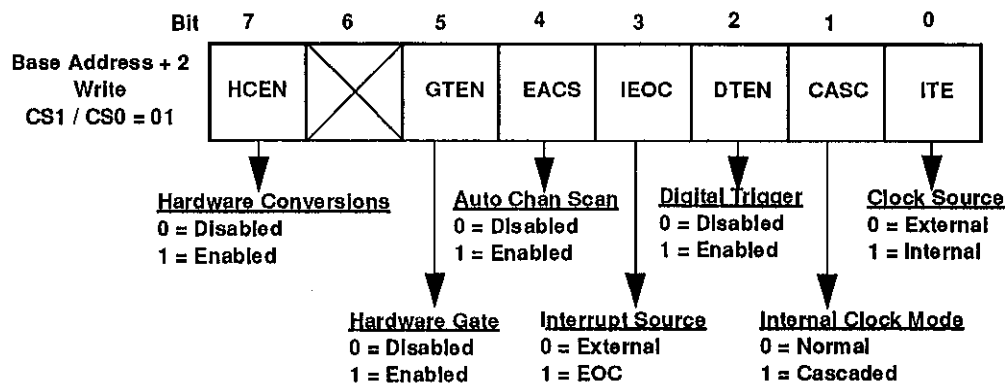 Bit 7 6 5 4 3 2 1 0
Base Address + 2
Write
CS1 / CS0 = 01
HCEN GTEN EACS IEOC DTEN CASC ITE
Hardware Conversions
0 = Disabled
1 = Enabled
Auto Chan Scan
0 = Disabled
1 = Enabled
Digital Trigger
0 = Disabled
1 = Enabled
Clock Source
0 = External
1 = Internal
Hardware Gate
0 = Disabled
1 = Enabled
Interrupt Source
0 = External
1 = EOC
Internal Clock Mode
0 = Normal
1 = Cascaded